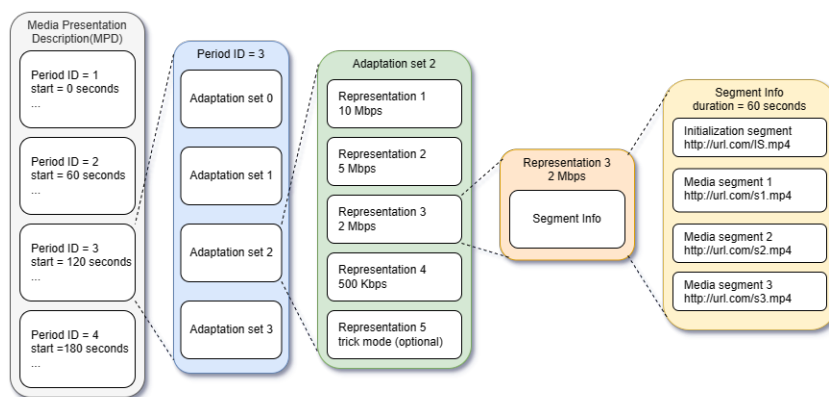 Media Presentation
Description(MPD)
Period ID = 1
start = 0 seconds
...
Period ID = 2
start = 60 seconds
...
Period ID = 3
start = 120 seconds
...
Period ID = 4
start =180 seconds
...
Period ID = 3
Adaptation set 0
Adaptation set 1
Adaptation set 2
Adaptation set 3
Adaptation set 2
Representation 1
10 Mbps
Representation 2
5 Mbps
Representation 3
2 Mbps
Representation 4
500 Kbps
Representation 5
trick mode (optional)
Representation 3
2 Mbps
Segment Info
Segment Info
duration = 60 seconds
Initialization segment
http://url.com/IS.mp4
Media segment 1
http://url.com/s1.mp4
Media segment 2
http://url.com/s2.mp4
Media segment 3
http://url.com/s3.mp4